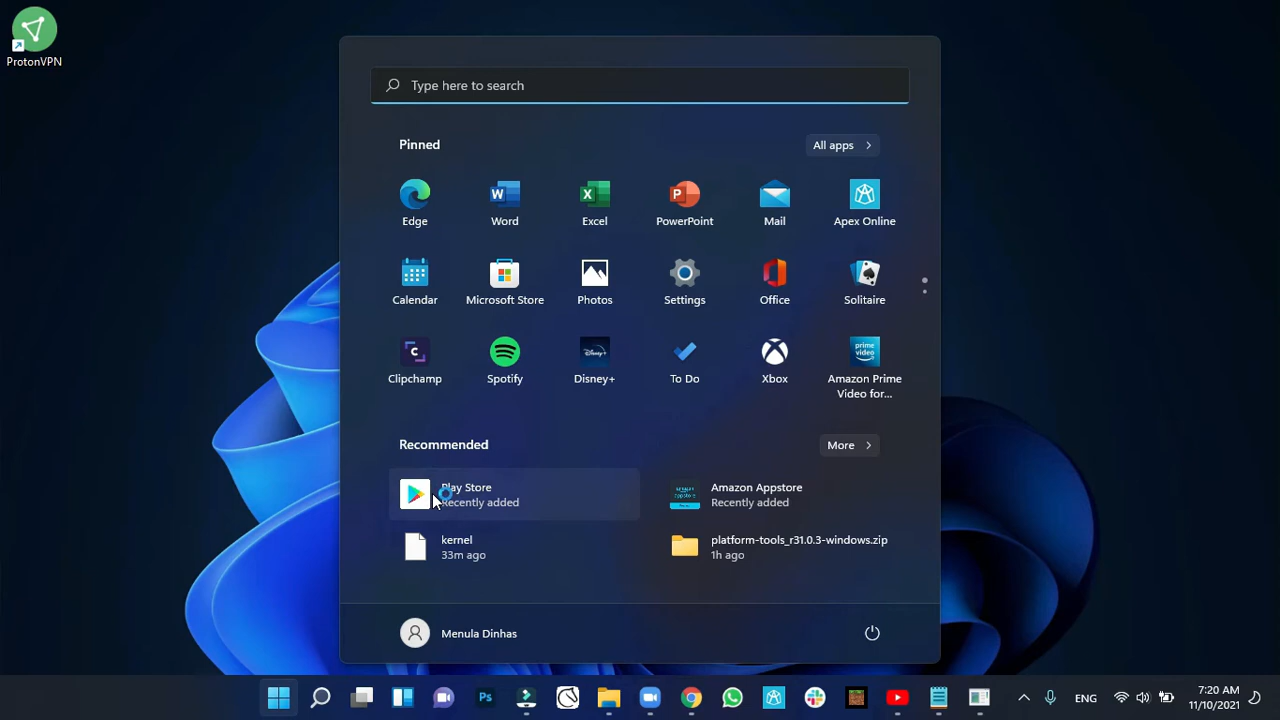 ProtonVPN
Type here to search
Pinned
All apps
Edge
Word
Excel
PowerPoint
Mail
Apex Online
Calendar
Microsoft Store
Photos
Settings
Office
Solitaire
Clipchamp
Spotify
Disney+
To Do
Xbox
Amazon Prime
Video for...
Recommended
More
Play Store
Recently added
Amazon Appstore
Recently added
kernel
33m ago
platform-tools_r31.0.3-windows.zip
1h ago
Menula Dinhas
ENG
7:20 AM
11/10/2021